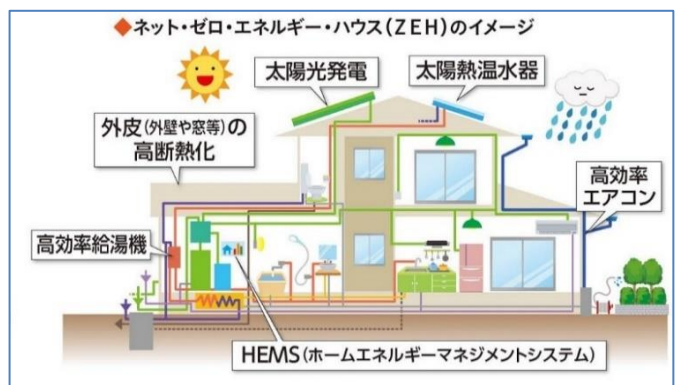 ◆ネット・ゼロ・エネルギー・ハウス(ZEH)のイメージ
太陽光発電
太陽熱温水器
外皮(外壁や窓等)の
高断熱化
高効率
エアコン
高効率給湯機
HEMS(ホームエネルギーマネジメントシステム)